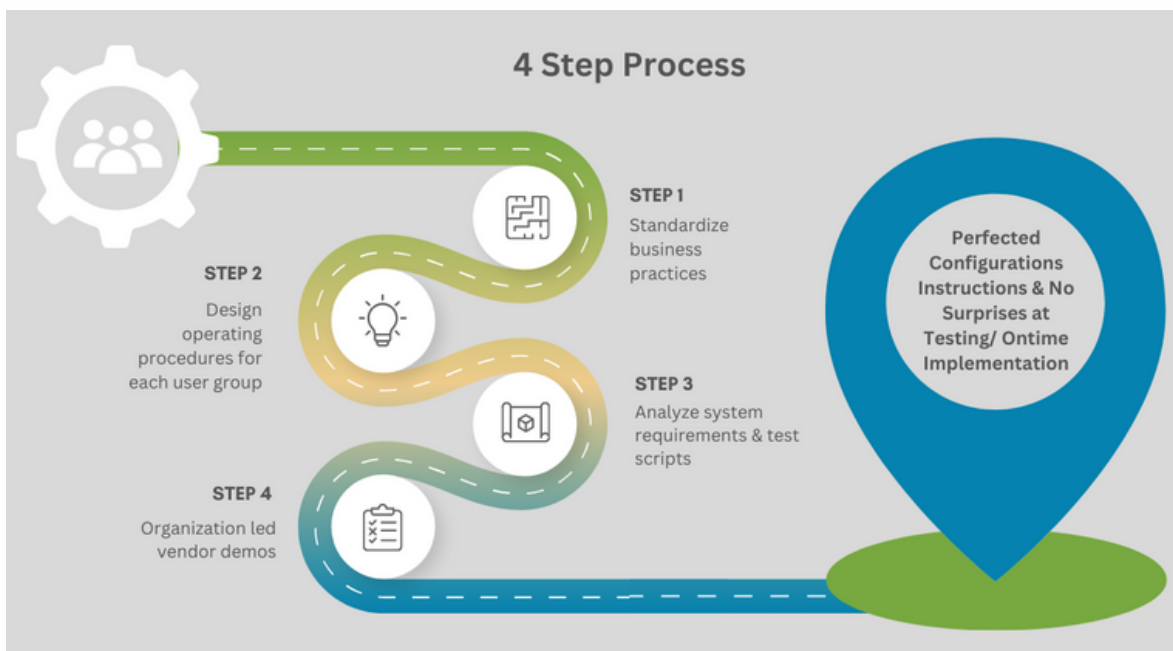 4 Step Process
STEP 1
Standardize
business
practices
STEP 2
Design
operating
procedures for
each user group
STEP 3
Analyze system
requirements & test
scripts
STEP 4
Organization led
vendor demos
Perfected
Configurations
Instructions & No
Surprises at
Testing/ Ontime
Implementation